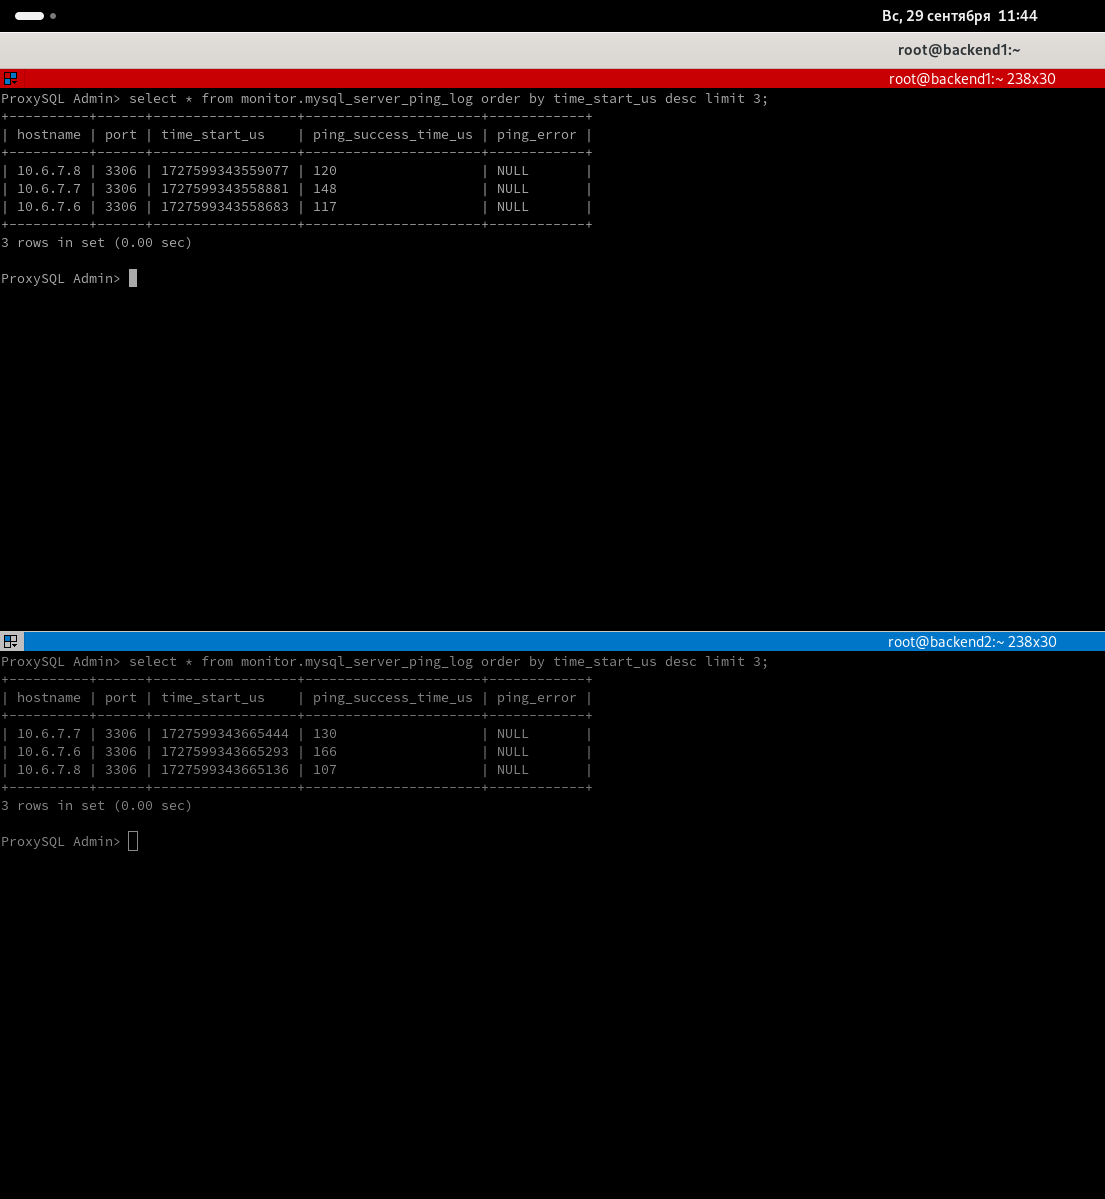 Вс, 29 сентября 11:44
root@backend1:~
root@backend1:~ 238x30
ProxySQL Admin> select * from monitor.mysql_server_ping_log order by time_start_us desc limit 3;
+----------+------+------------------+----------------------+------------+
| hostname | port | time_start_us    | ping_success_time_us | ping_error |
+----------+------+------------------+----------------------+------------+
| 10.6.7.8 | 3306 | 1727599343559077 | 120                  | NULL       |
| 10.6.7.7 | 3306 | 1727599343558881 | 148                  | NULL       |
| 10.6.7.6 | 3306 | 1727599343558683 | 117                  | NULL       |
+----------+------+------------------+----------------------+------------+
3 rows in set (0.00 sec)
ProxySQL Admin>
root@backend2:~ 238x30
ProxySQL Admin> select * from monitor.mysql_server_ping_log order by time_start_us desc limit 3;
+----------+------+------------------+----------------------+------------+
| hostname | port | time_start_us    | ping_success_time_us | ping_error |
+----------+------+------------------+----------------------+------------+
| 10.6.7.7 | 3306 | 1727599343665444 | 130                  | NULL       |
| 10.6.7.6 | 3306 | 1727599343665293 | 166                  | NULL       |
| 10.6.7.8 | 3306 | 1727599343665136 | 107                  | NULL       |
+----------+------+------------------+----------------------+------------+
3 rows in set (0.00 sec)
ProxySQL Admin>